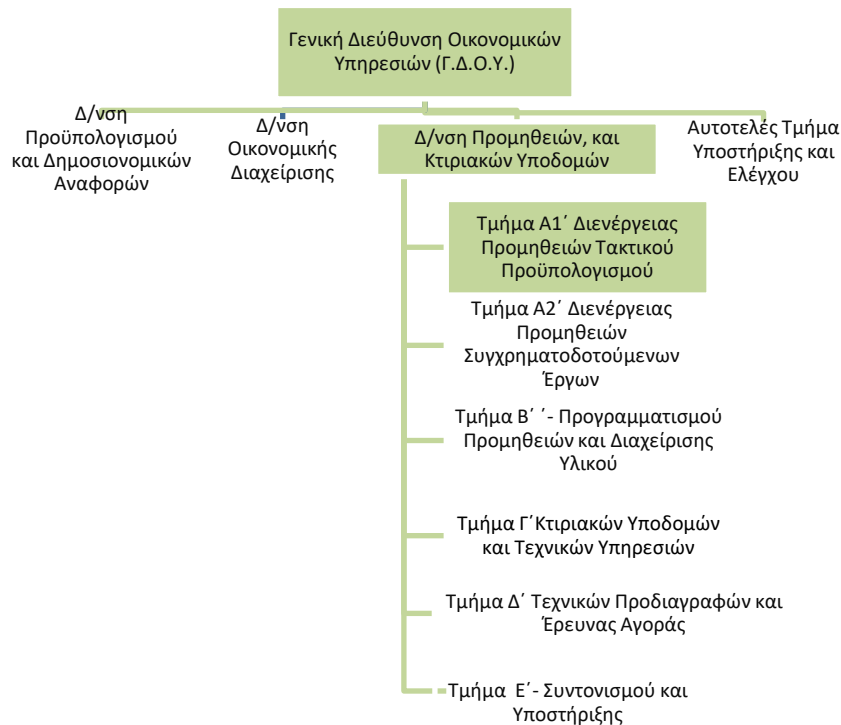 Γενική Διεύθυνση Οικονομικών
Υπηρεσιών (Γ.Δ.Ο.Υ.)
Δ/νση
Προϋπολογισμού
και Δημοσιονομικών
Αναφορών
Δ/νση
Οικονομικής
Διαχείρισης
Δ/νση Προμηθειών, και
Κτιριακών Υποδομών
Αυτοτελές Τμήμα
Υποστήριξης και
Ελέγχου
Τμήμα Α1΄ Διενέργειας
Προμηθειών Τακτικού
Προϋπολογισμού
Τμήμα Α2΄ Διενέργειας
Προμηθειών
Συγχρηματοδοτούμενων
Έργων
Τμήμα Β΄ ΄- Προγραμματισμού
Προμηθειών και Διαχείρισης
Υλικού
Τμήμα Γ΄Κτιριακών Υποδομών
και Τεχνικών Υπηρεσιών
Τμήμα Δ΄ Τεχνικών Προδιαγραφών και
Έρευνας Αγοράς
Τμήμα Ε΄- Συντονισμού και
Υποστήριξης